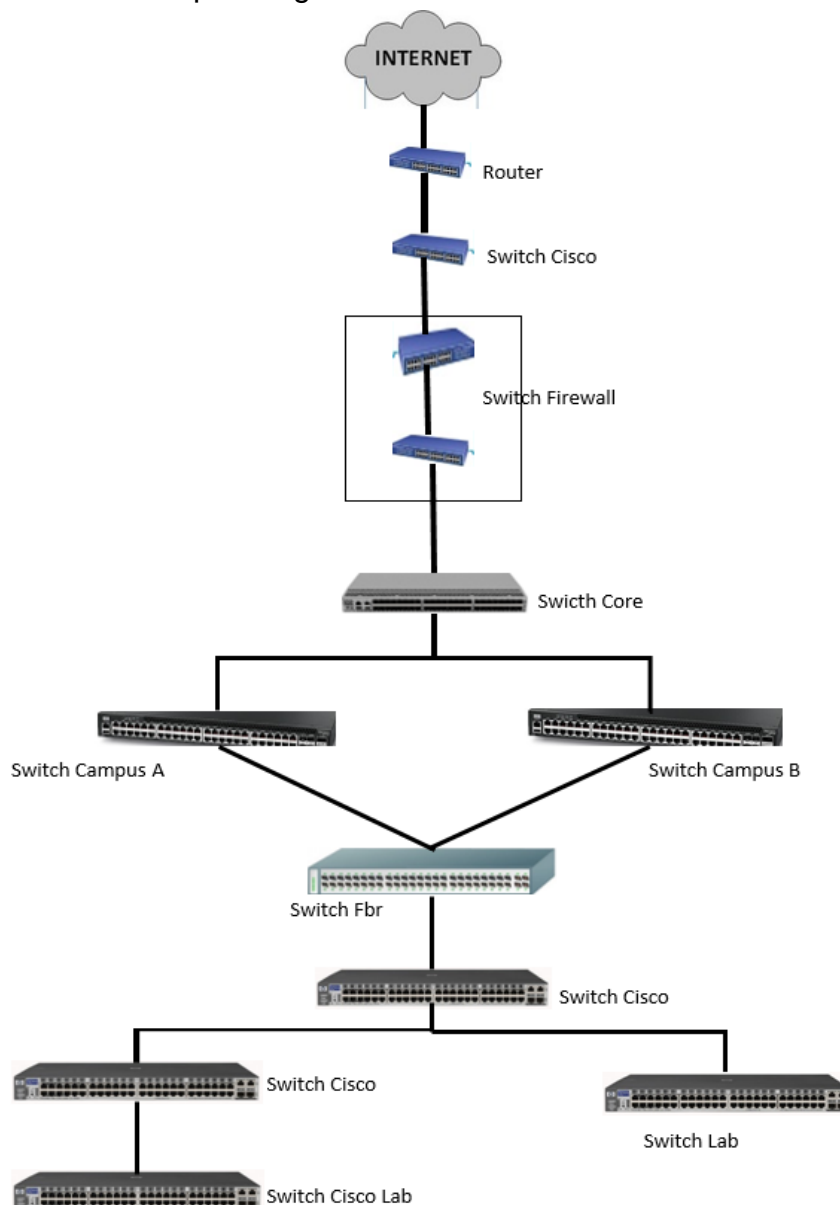 INTERNET
Router
Switch Cisco
Switch Firewall
Swicth Core
Switch Campus A
Switch Campus B
Switch Fbr
Switch Cisco
Switch Cisco
Switch Lab
Switch Cisco Lab